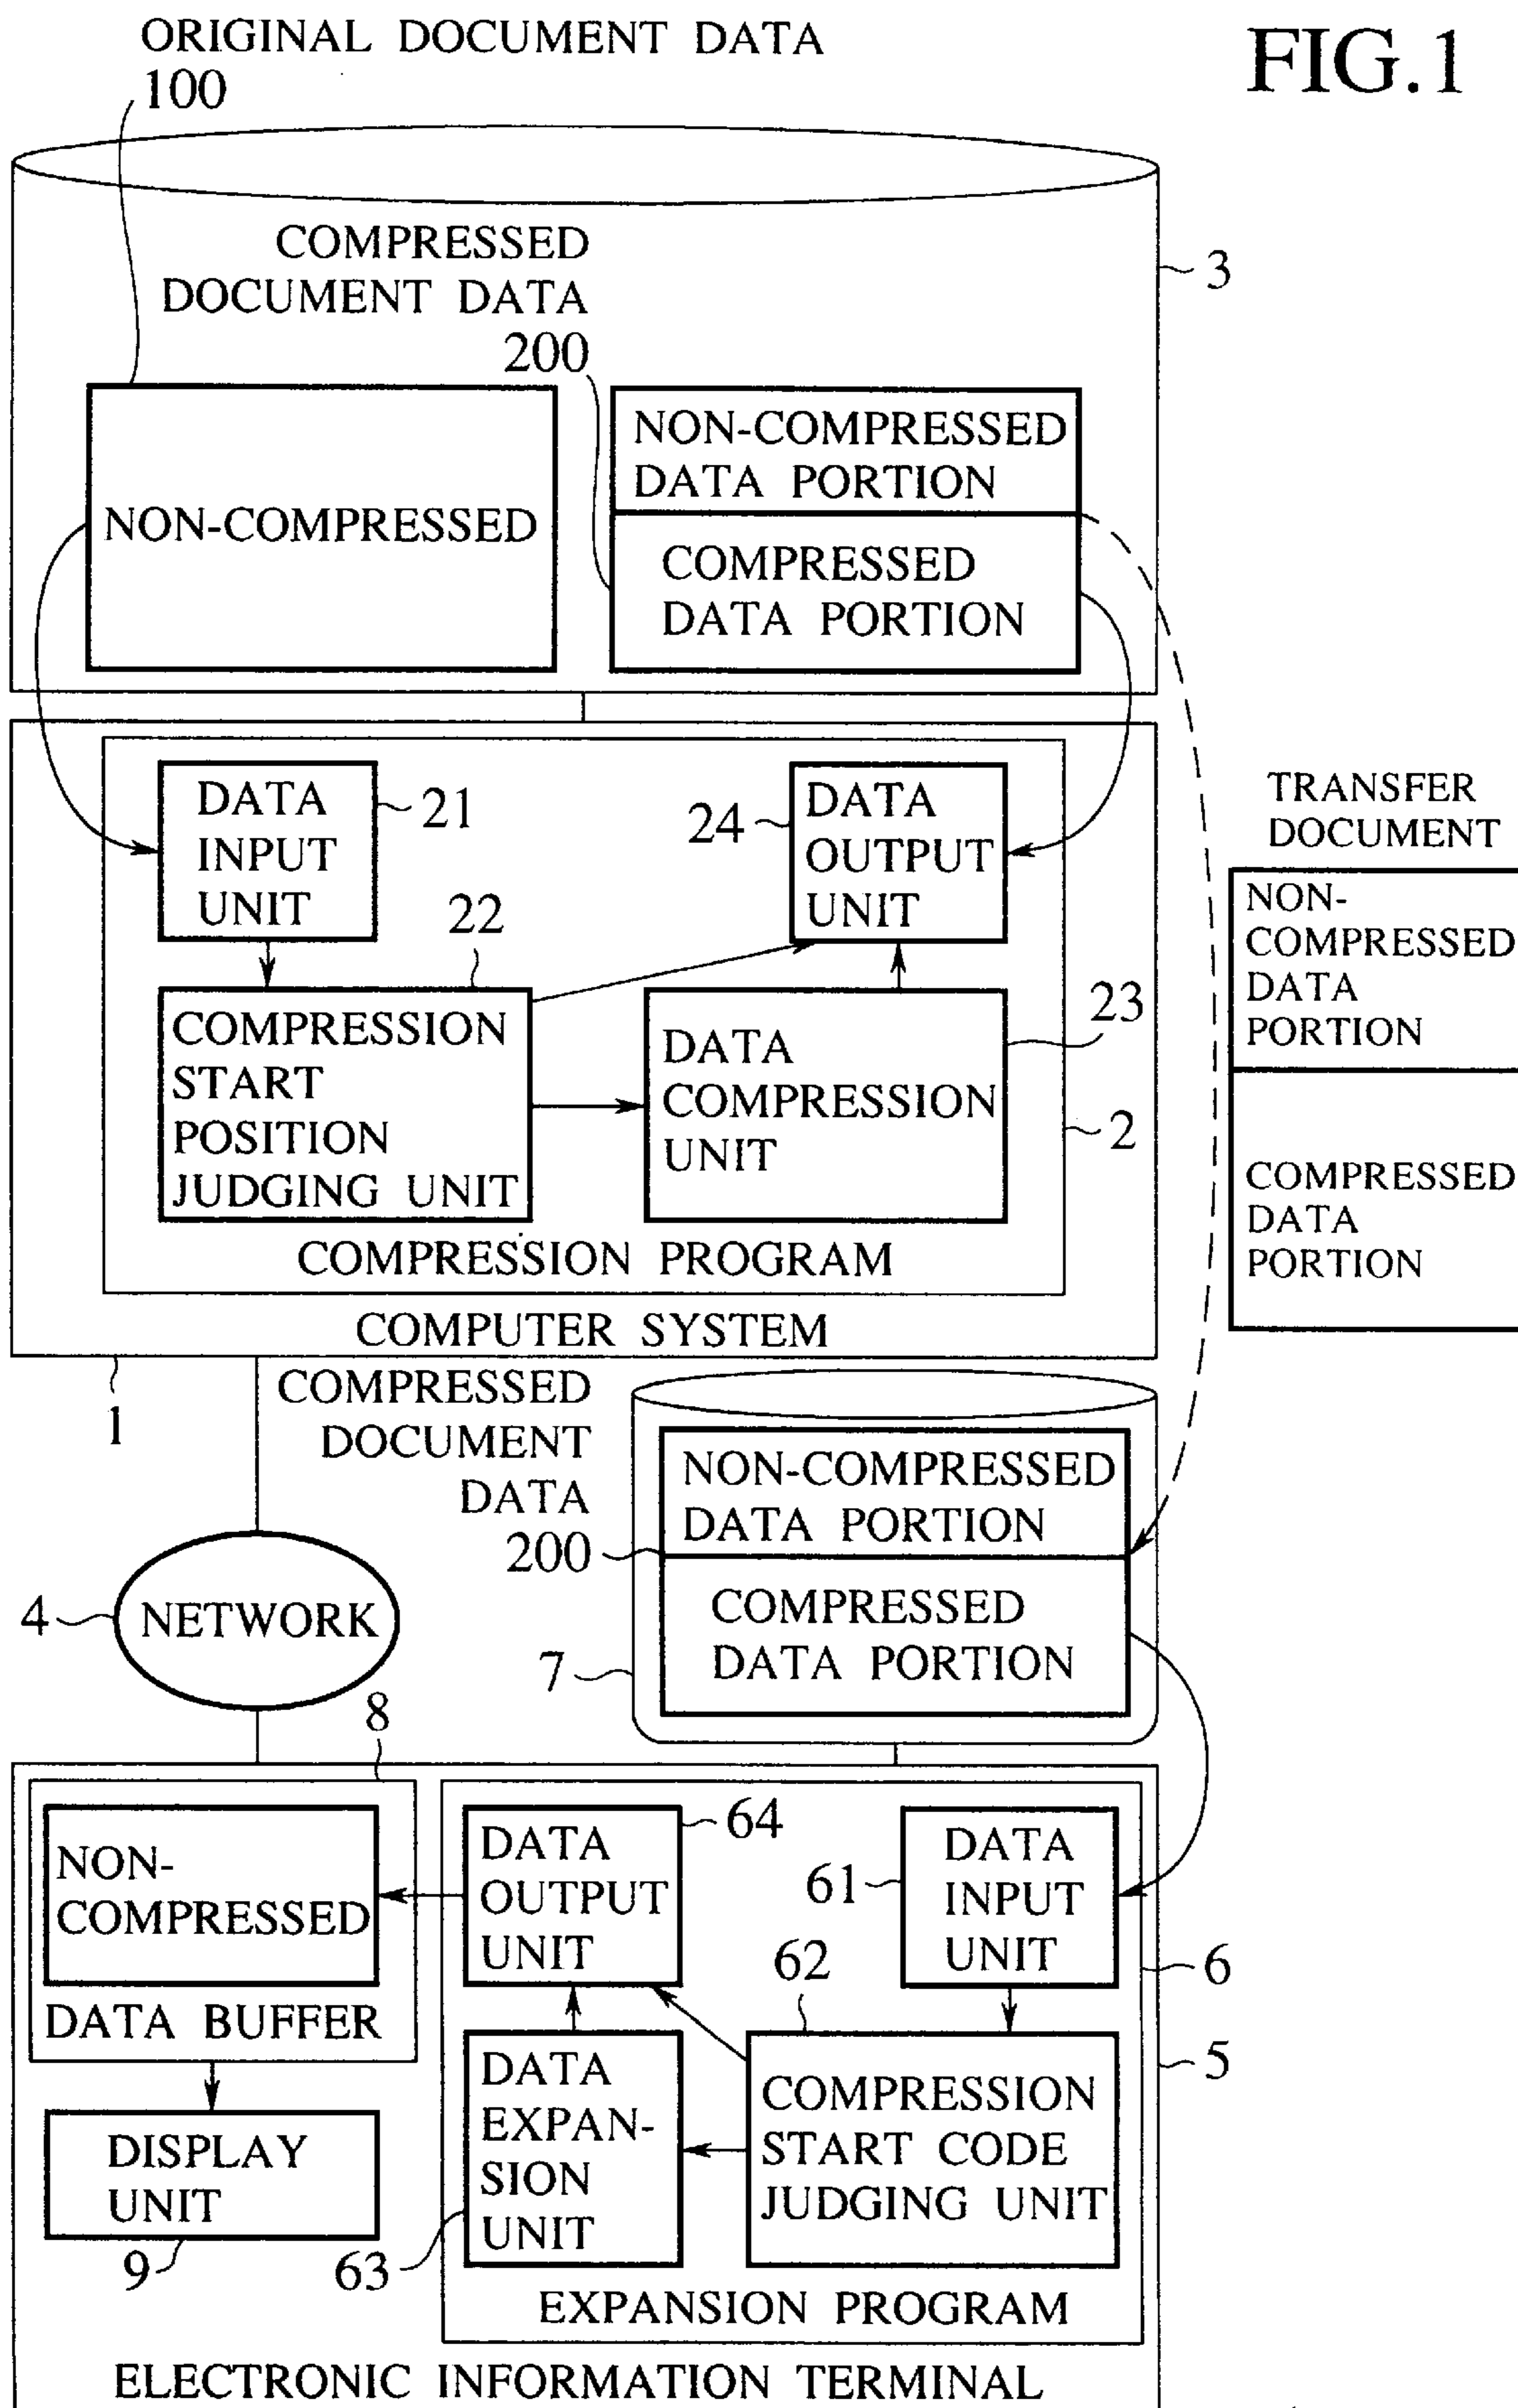 ORIGINAL DOCUMENT DATA
100
FIG.1
COMPRESSED
DOCUMENT DATA
200
3
NON-COMPRESSED
NON-COMPRESSED
DATA PORTION
COMPRESSED
DATA PORTION
DATA
INPUT
UNIT
21
24
DATA
OUTPUT
UNIT
22
COMPRESSION
START
POSITION
JUDGING UNIT
23
DATA
COMPRESSION
UNIT
2
COMPRESSION PROGRAM
COMPUTER SYSTEM
1
TRANSFER
DOCUMENT
NON-
COMPRESSED
DATA
PORTION
COMPRESSED
DATA
PORTION
COMPRESSED
DOCUMENT
DATA
200
NON-COMPRESSED
DATA PORTION
COMPRESSED
DATA PORTION
4
NETWORK
7
8
NON-
COMPRESSED
DATA BUFFER
DATA
OUTPUT
UNIT
64
61
DATA
INPUT
UNIT
62
6
5
DATA
EXPAN-
SION
UNIT
63
COMPRESSION
START CODE
JUDGING UNIT
DISPLAY
UNIT
9
EXPANSION PROGRAM
ELECTRONIC INFORMATION TERMINAL